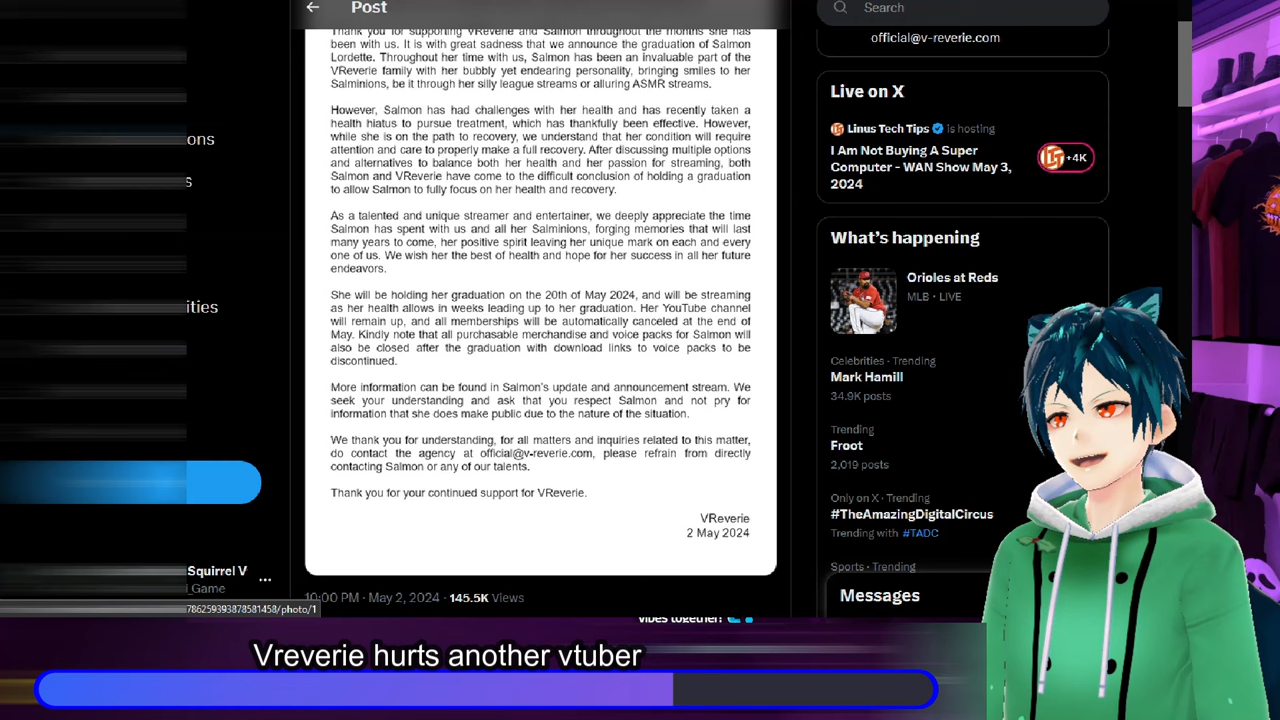 Post
Thank you for supporting VReverie and Salmon throughout the months she has
been with us. It is with great sadness that we announce the graduation of Salmon
Lordette. Throughout her time with us, Salmon has been an invaluable part of the
VReverie family with her bubbly yet endearing personality, bringing smiles to her
Salminions, be it through her silly league streams or alluring ASMR streams.
However, Salmon has had challenges with her health and has recently taken a
health hiatus to pursue treatment, which has thankfully been effective. However,
while she is on the path to recovery, we understand that her condition will require
attention and care to properly make a full recovery. After discussing multiple options
and alternatives to balance both her health and her passion for streaming, both
Salmon and VReverie have come to the difficult conclusion of holding a graduation
to allow Salmon to fully focus on her health and recovery.
As a talented and unique streamer and entertainer, we deeply appreciate the time
Salmon has spent with us and all her Salminions, forging memories that will last
many years to come, her positive spirit leaving her unique mark on each and every
one of us. We wish her the best of health and hope for her success in all her future
endeavors.
She will be holding her graduation on the 20th of May 2024, and will be streaming
as her health allows in weeks leading up to her graduation. Her YouTube channel
will remain up, and all memberships will be automatically canceled at the end of
May. Kindly note that all purchasable merchandise and voice packs for Salmon will
also be closed after the graduation with download links to voice packs to be
discontinued.
More information can be found in Salmon's update and announcement stream. We
seek your understanding and ask that you respect Salmon and not pry for
information that she does make public due to the nature of the situation.
We thank you for understanding, for all matters and inquiries related to this matter,
do contact the agency at official@v-reverie.com, please refrain from directly
contacting Salmon or any of our talents.
Thank you for your continued support for VReverie.
VReverie
2 May 2024
10:00 PM · May 2, 2024 · 145.5K Views
vibes together!
ons
s
ities
Squirrel V
_Game
...
786259393878581458/photo/1
Search
official@v-reverie.com
Live on X
Linus Tech Tips is hosting
I Am Not Buying A Super
Computer - WAN Show May 3,
2024
+4K
What's happening
Orioles at Reds
MLB · LIVE
Celebrities · Trending
Mark Hamill
34.9K posts
Trending
Froot
2,019 posts
Only on X · Trending
#TheAmazingDigitalCircus
Trending with #TADC
Sports · Trending
Messages
Vreverie hurts another vtuber